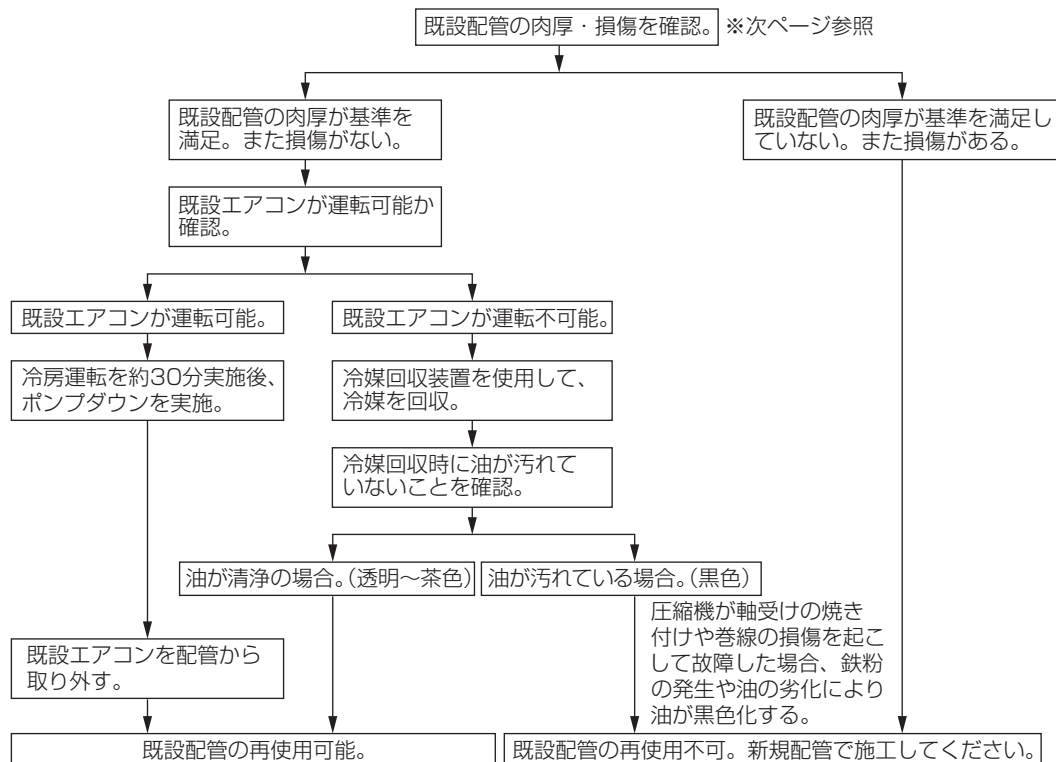 既設配管の肉厚・損傷を確認。 ※次ページ参照
既設配管の肉厚が基準を
満足。また損傷がない。
既設配管の肉厚が基準を満足し
ていない。また損傷がある。
既設エアコンが運転可能か
確認。
既設エアコンが運転可能。
既設エアコンが運転不可能。
冷房運転を約30分実施後、
ポンプダウンを実施。
冷媒回収装置を使用して、
冷媒を回収。
冷媒回収時に油が汚れて
いないことを確認。
油が清浄の場合。(透明～茶色)
油が汚れている場合。(黒色)
圧縮機が軸受けの焼き
付けや巻線の損傷を起こ
して故障した場合、鉄粉
の発生や油の劣化により
油が黒色化する。
既設エアコンを配管から
取り外す。
既設配管の再使用可能。
既設配管の再使用不可。新規配管で施工してください。